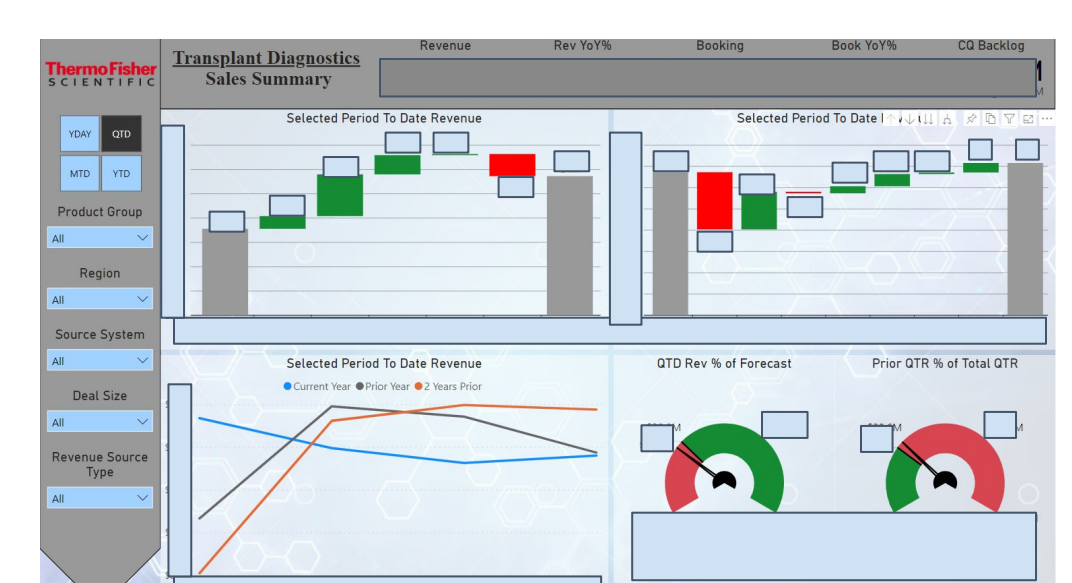 ThermoFisher
SCIENTIFIC
Transplant Diagnostics
Sales Summary
Revenue
Rev YoY%
Booking
Book YoY%
CQ Backlog
M
YDAY
QTD
MTD
YTD
Product Group
All
Region
All
Source System
All
Deal Size
All
Revenue Source
Type
All
Selected Period To Date Revenue
Selected Period To Date
Selected Period To Date Revenue
Current Year
Prior Year
2 Years Prior
QTD Rev % of Forecast
M
Prior QTR % of Total QTR
M
M